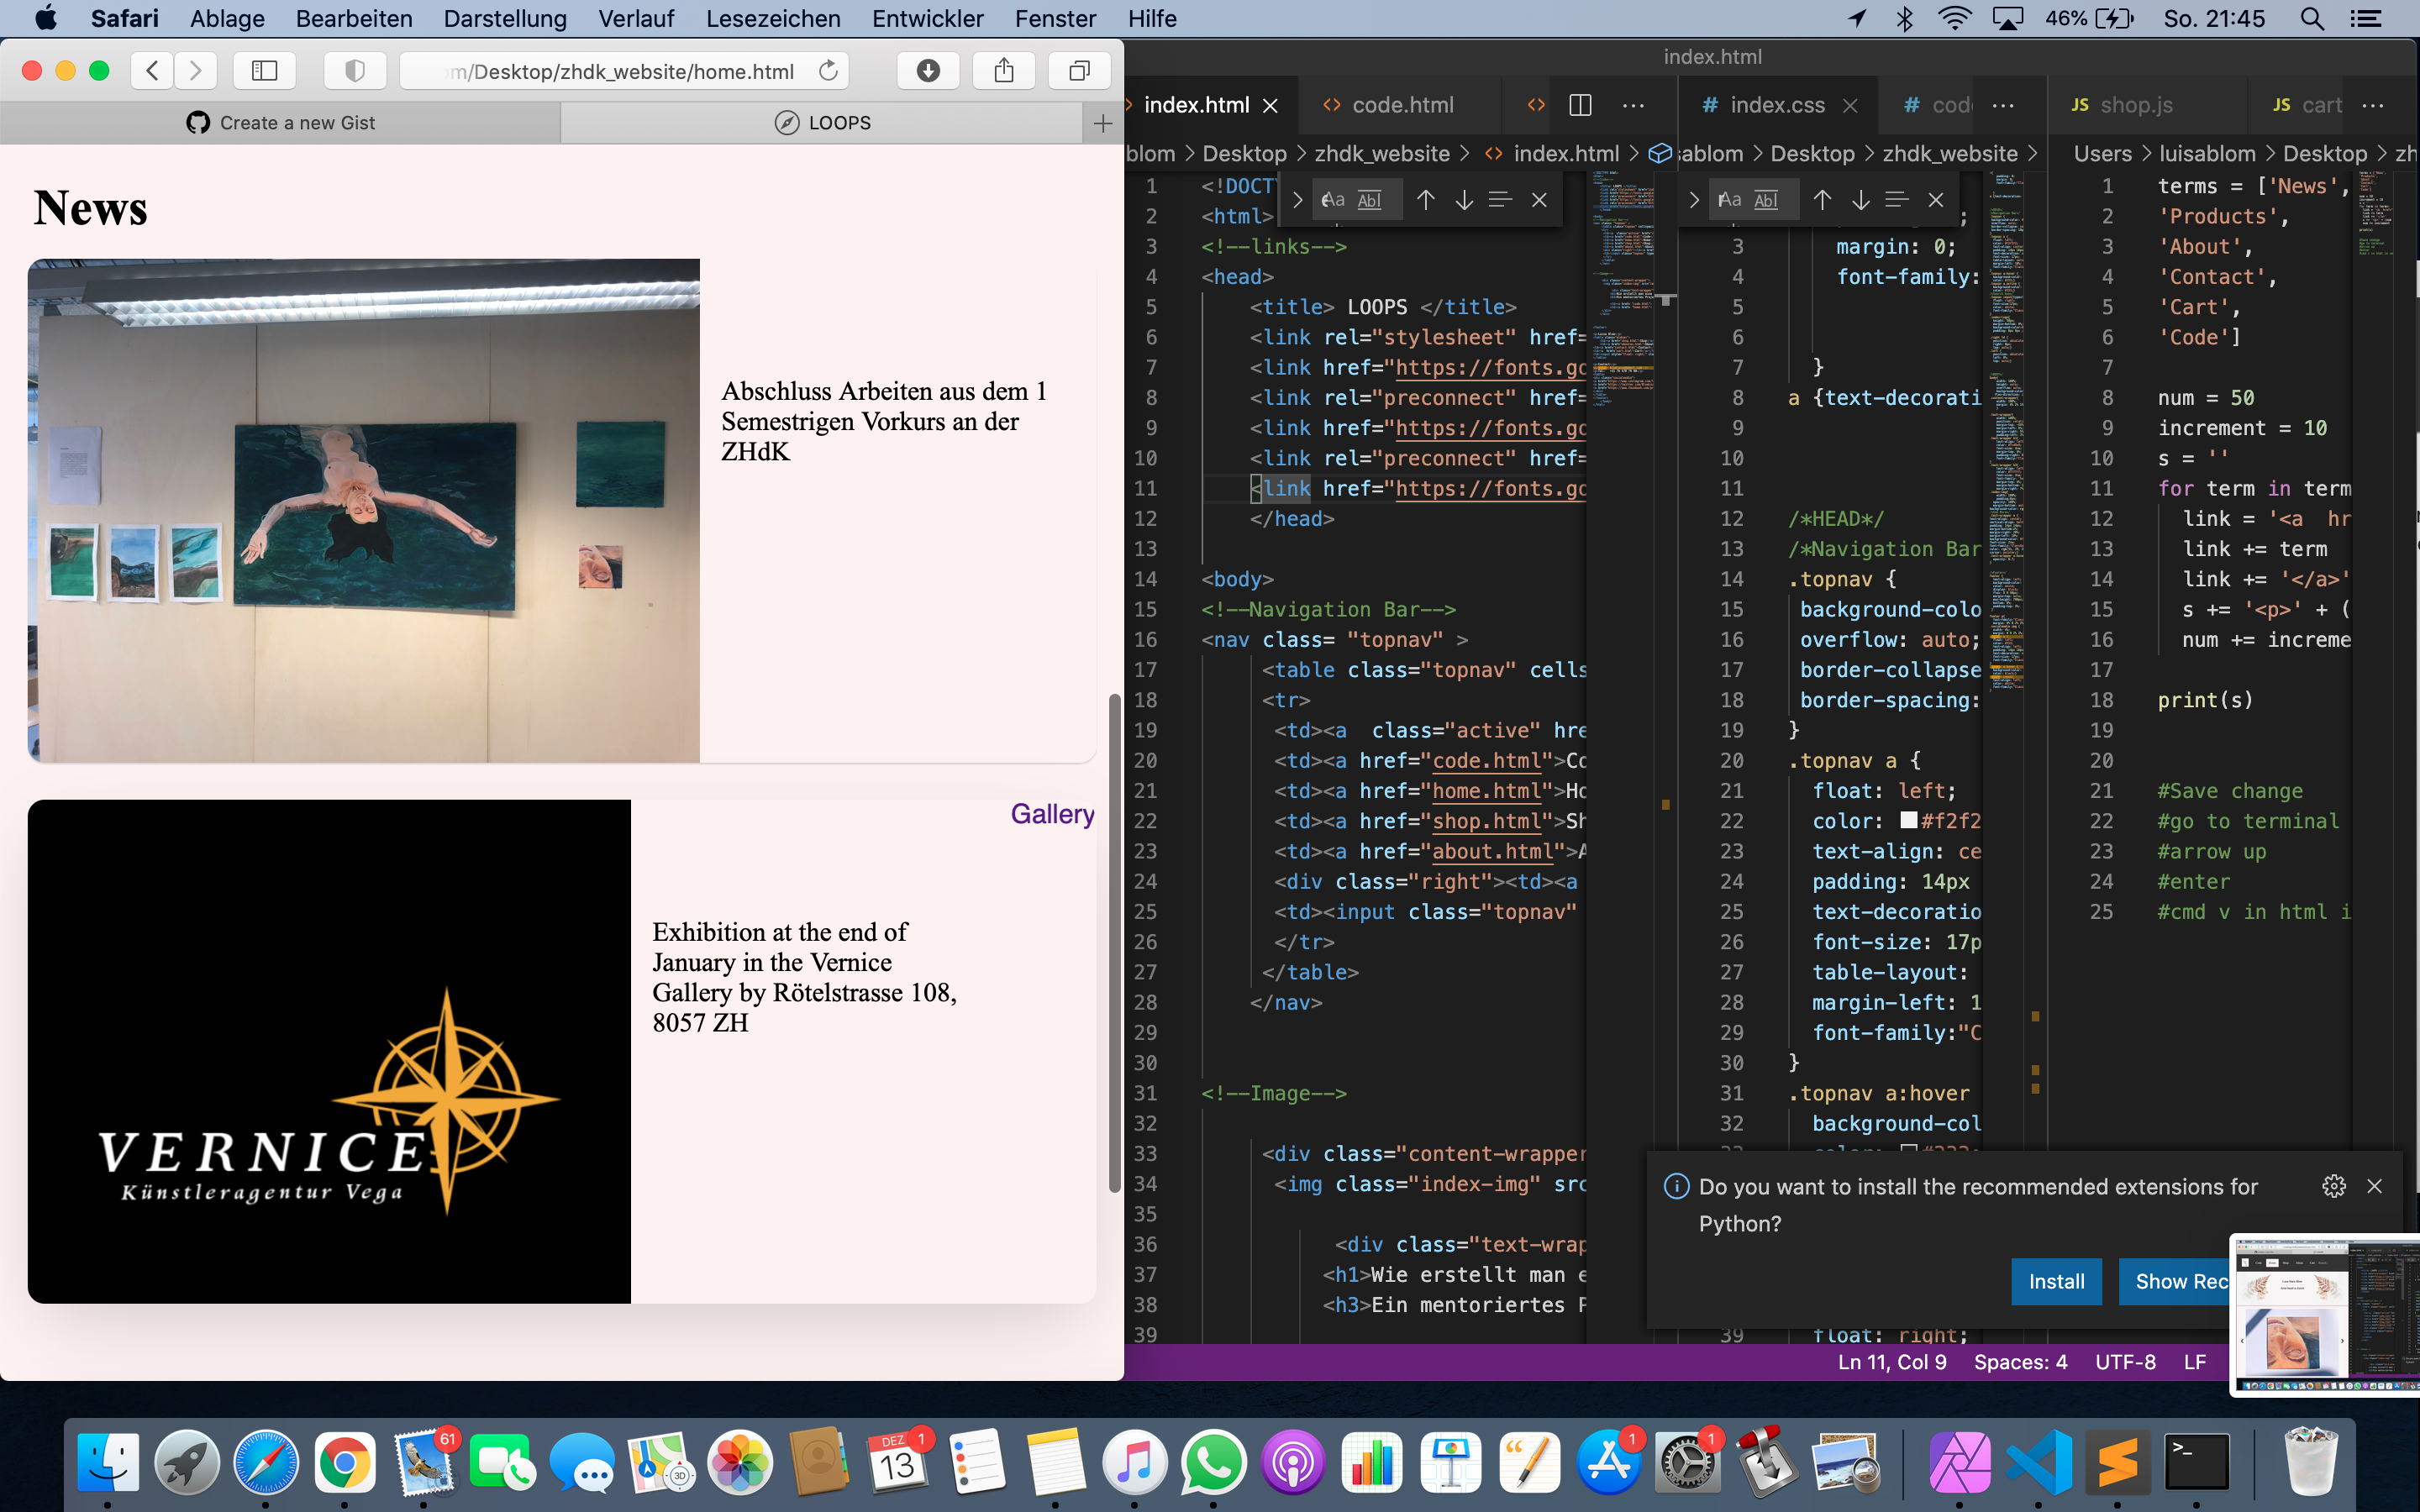 Safari Ablage Bearbeiten Darstellung Verlauf Lesezeichen Entwickler Fenster Hilfe 46% So. 21:45
om/Desktop/zhdk_website/home.html
Create a new Gist LOOPS
News
Abschluss Arbeiten aus dem 1
Semestrigen Vorkurs an der
ZHdK
Gallery
Exhibition at the end of
January in the Vernice
Gallery by Rötelstrasse 108,
8057 ZH
VERNICE
Künstleragentur Vega
index.html
index.html code.html
blom > Desktop > zhdk_website > index.html >
1 <!DOCT
2 <html>
3 <!--links-->
4 <head>
5 <title> LOOPS </title>
6 <link rel="stylesheet" href=
7 <link href="https://fonts.go
8 <link rel="preconnect" href=
9 <link href="https://fonts.go
10 <link rel="preconnect" href=
11 <link href="https://fonts.go
12 </head>
13
14 <body>
15 <!--Navigation Bar-->
16 <nav class= "topnav" >
17 <table class="topnav" cells
18 <tr>
19 <td><a  class="active" hre
20 <td><a href="code.html">Co
21 <td><a href="home.html">Ho
22 <td><a href="shop.html">Sh
23 <td><a href="about.html">A
24 <div class="right"><td><a
25 <td><input class="topnav"
26 </tr>
27 </table>
28 </nav>
29
30
31 <!--Image-->
32
33 <div class="content-wrapper
34 <img class="index-img" src
35
36 <div class="text-wrap
37 <h1>Wie erstellt man e
38 <h3>Ein mentoriertes P
39
# index.css # cod
sablom > Desktop > zhdk_website >
3 margin: 0;
4 font-family:
5
6
7 }
8 a {text-decorati
9
10
11
12 /*HEAD*/
13 /*Navigation Bar
14 .topnav {
15 background-colo
16 overflow: auto;
17 border-collapse
18 border-spacing:
19 }
20 .topnav a {
21 float: left;
22 color: #f2f2
23 text-align: ce
24 padding: 14px
25 text-decoratio
26 font-size: 17p
27 table-layout:
28 margin-left: 1
29 font-family:"C
30 }
31 .topnav a:hover
32 background-col
39 float: right;
JS shop.js JS cart
Users > luisablom > Desktop > zh
1 terms = ['News',
2 'Products',
3 'About',
4 'Contact',
5 'Cart',
6 'Code']
7
8 num = 50
9 increment = 10
10 s = ''
11 for term in term
12 link = '<a  hr
13 link += term
14 link += '</a>'
15 s += '<p>' + (
16 num += increme
17
18 print(s)
19
20
21 #Save change
22 #go to terminal
23 #arrow up
24 #enter
25 #cmd v in html i
Do you want to install the recommended extensions for
Python?
Install Show Rec
Ln 11, Col 9 Spaces: 4 UTF-8 LF
61 DEZ 13 1 3D 1 1